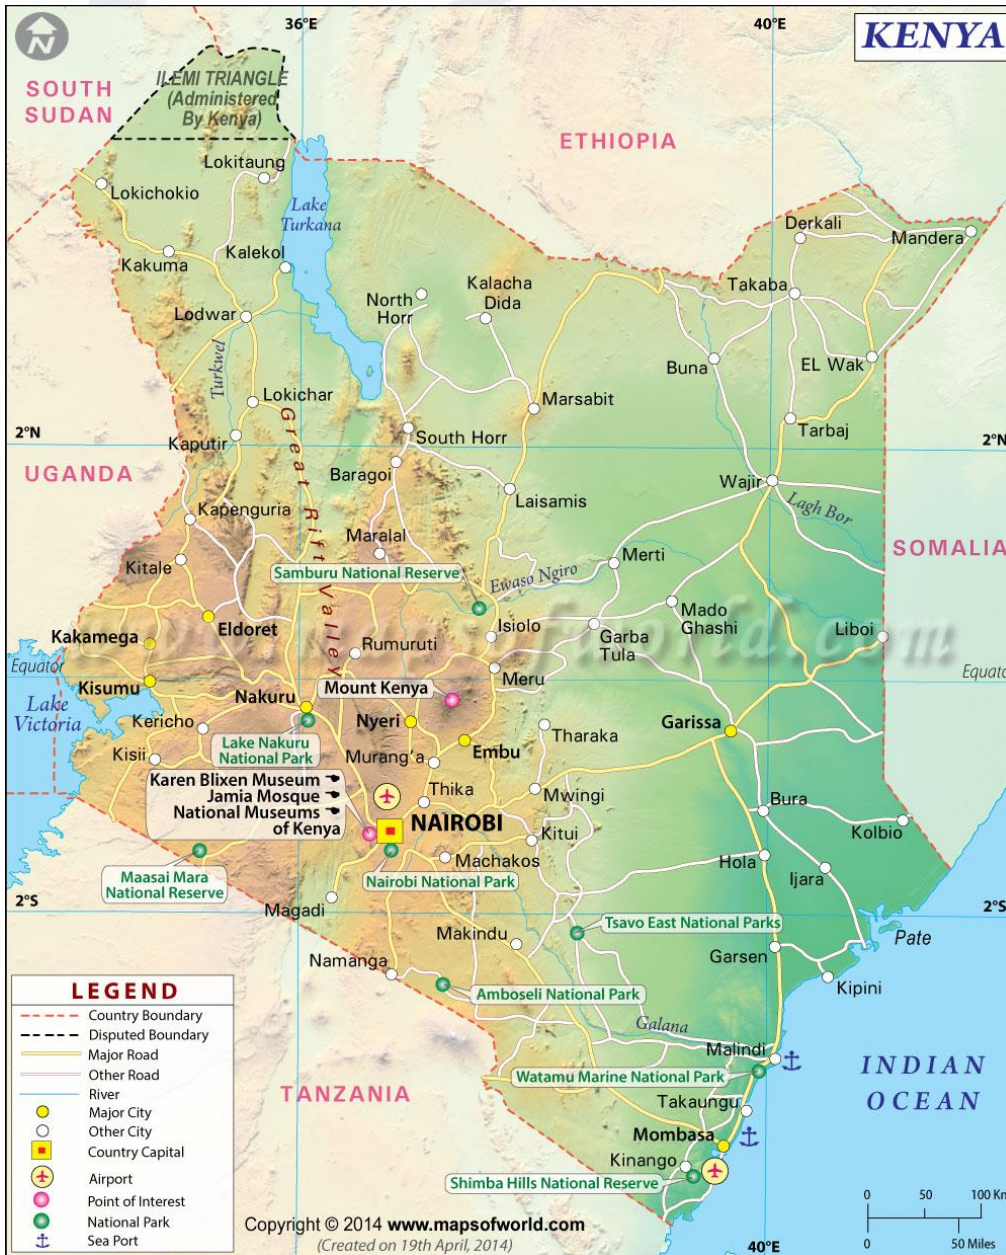 36°E
40°E
KENYA
N
SOUTH
SUDAN
ILEMI TRIANGLE
(Administered
By Kenya)
ETHIOPIA
Lokitaung
Lokichokio
Lake
Turkana
Derkali
Mandera
Kakuma
Kalekol
Kalacha
Dida
Takaba
North
Horr
Lodwar
Turkwel
Buna
EL Wak
Lokichar
Great Rift Valley
Marsabit
Tarbaj
2°N
2°N
Kaputir
South Horr
UGANDA
Baragoi
Wajir
Laisamis
Lagh Bor
Kapenguria
Maralal
SOMALIA
Kitale
Merti
Samburu National Reserve
Ewaso Ngiro
Mado
Ghashi
Eldoret
Isiolo
Kakamega
Garba
Tula
Liboi
www.mapsofworld.com
Rumuruti
Equator
Equato
Meru
Kisumu
Mount Kenya
Nakuru
Lake
Victoria
Kericho
Nyeri
Garissa
Tharaka
Lake Nakuru
National Park
Embu
Kisii
Murang'a
Karen Blixen Museum
Jamia Mosque
National Museums
of Kenya
Thika
Mwingi
Bura
NAIROBI
Kitui
Kolbio
Machakos
Hola
Maasai Mara
National Reserve
Nairobi National Park
Ijara
Magadi
2°S
2°S
Tsavo East National Parks
Makindu
Pate
Garsen
Namanga
Kipini
Amboseli National Park
LEGEND
Country Boundary
Disputed Boundary
Major Road
Other Road
River
Major City
Other City
Country Capital
Airport
Point of Interest
National Park
Sea Port
Galana
Malindi
INDIAN
OCEAN
Watamu Marine National Park
TANZANIA
Takaungu
Mombasa
Kinango
Shimba Hills National Reserve
0 50 100 Km
0 50 Miles
Copyright © 2014 www.mapsofworld.com
(Created on 19th April, 2014)
40°E